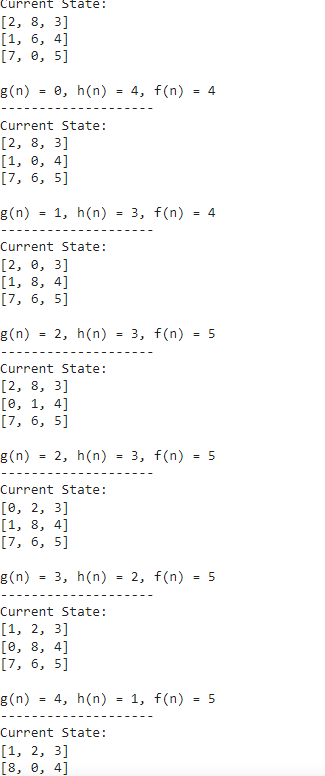 Current State:
[2, 8, 3]
[1, 6, 4]
[7, 0, 5]
g(n) = 0, h(n) = 4, f(n) = 4
--------------------
Current State:
[2, 8, 3]
[1, 0, 4]
[7, 6, 5]
g(n) = 1, h(n) = 3, f(n) = 4
--------------------
Current State:
[2, 0, 3]
[1, 8, 4]
[7, 6, 5]
g(n) = 2, h(n) = 3, f(n) = 5
--------------------
Current State:
[2, 8, 3]
[0, 1, 4]
[7, 6, 5]
g(n) = 2, h(n) = 3, f(n) = 5
--------------------
Current State:
[0, 2, 3]
[1, 8, 4]
[7, 6, 5]
g(n) = 3, h(n) = 2, f(n) = 5
--------------------
Current State:
[1, 2, 3]
[0, 8, 4]
[7, 6, 5]
g(n) = 4, h(n) = 1, f(n) = 5
--------------------
Current State:
[1, 2, 3]
[8, 0, 4]